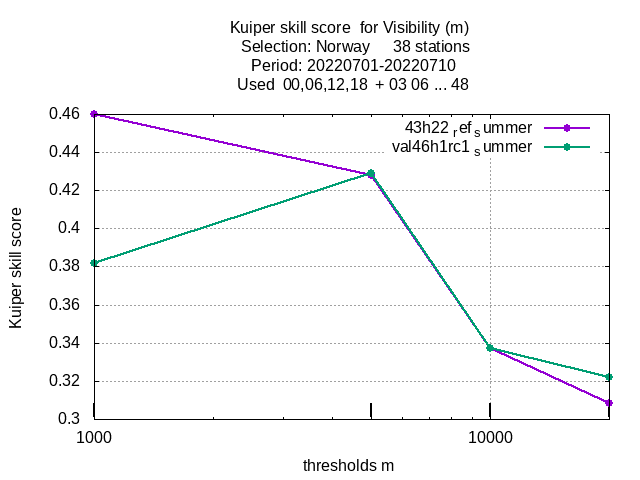 Kuiper skill score for Visibility (m)
Selection: Norway 38 stations
Period: 20220701-20220710
Used 00,06,12,18 + 03 06 ... 48
0.46
43h22 ref summer
0.44
val46h1rc1 summer
0.42
0.4
0.38
0.36
0.34
0.32
0.3
Kuiper skill score
1000
10000
thresholds m